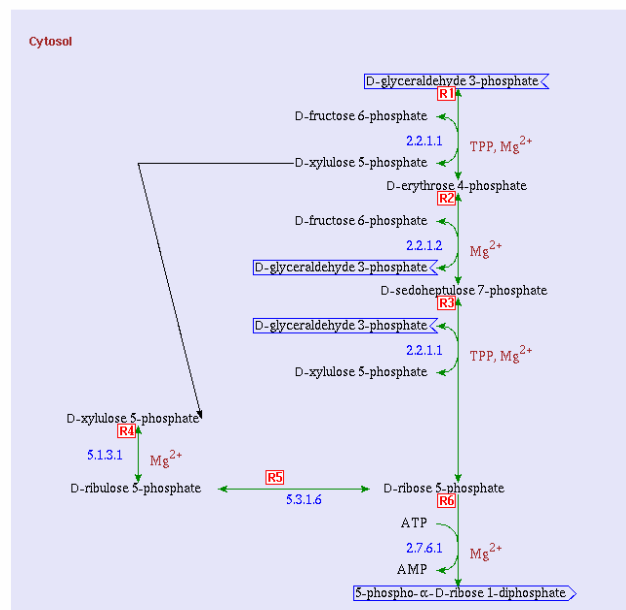 Cytosol
D-glyceraldehyde 3-phosphate
R1
D-fructose 6-phosphate
2.2.1.1
TPP, Mg2+
D-xylulose 5-phosphate
D-erythrose 4-phosphate
R2
D-fructose 6-phosphate
2.2.1.2
Mg2+
D-glyceraldehyde 3-phosphate
D-sedoheptulose 7-phosphate
R3
D-glyceraldehyde 3-phosphate
2.2.1.1
TPP, Mg2+
D-xylulose 5-phosphate
D-xylulose 5-phosphate
R4
5.1.3.1
Mg2+
D-ribulose 5-phosphate
R5
5.3.1.6
D-ribose 5-phosphate
R6
ATP
2.7.6.1
Mg2+
AMP
5-phospho-α-D-ribose 1-diphosphate